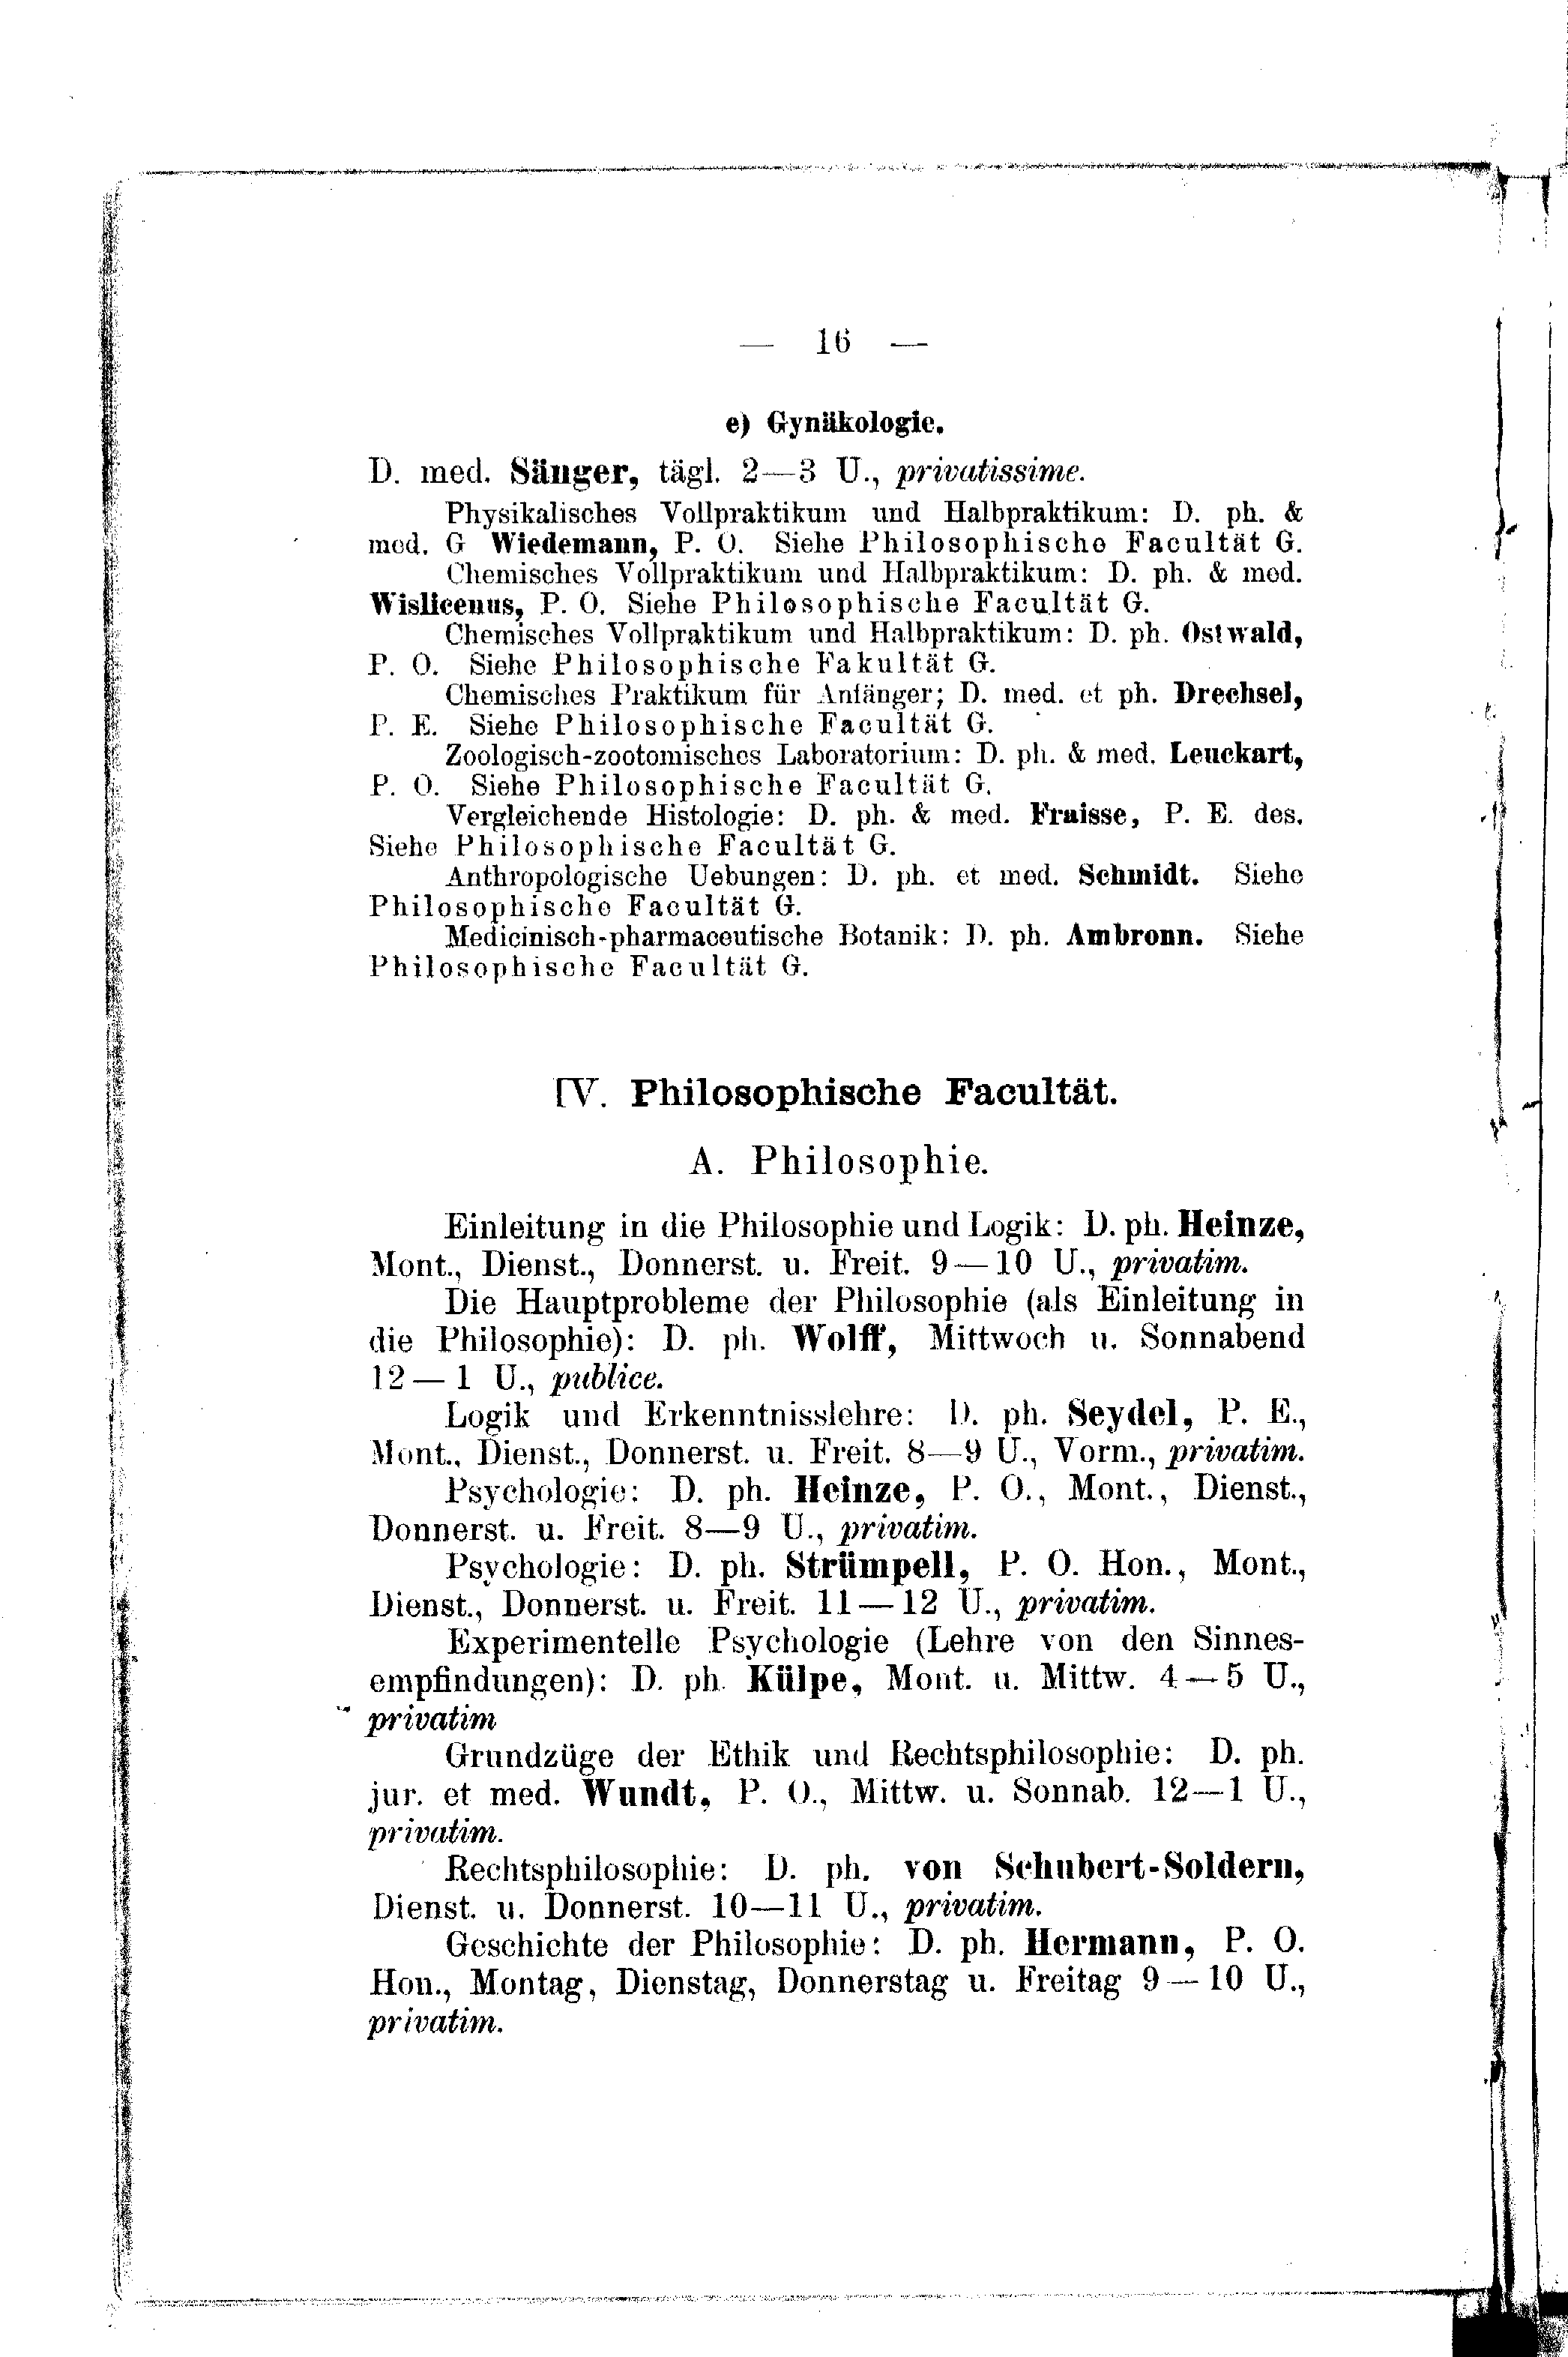 — 16 —
e) Gynäkologie.
D. med. Sänger, tägl. 2—3 U., privatissime.
Physikalisches Vollpraktikum und Halbpraktikum: D. ph. &
med. G Wiedemann, P. O. Siehe Philosophische Facultät G.
Chemisches Vollpraktikum und Halbpraktikum: D. ph. & med.
Wislicenus, P. O. Siehe Philosophische Facultät G.
Chemisches Vollpraktikum und Halbpraktikum: D. ph. Ostwald,
P. O. Siehe Philosophische Fakultät G.
Chemisches Praktikum für Anfänger; D. med. et ph. Drechsel,
P. E. Siehe Philosophische Facultät G.
Zoologisch-zootomisches Laboratorium: D. ph. & med. Leuckart,
P. O. Siehe Philosophische Facultät G.
Vergleichende Histologie: D. ph. & med. Fraisse, P. E. des.
Siehe Philosophische Facultät G.
Anthropologische Uebungen: D. ph. et med. Schmidt. Siehe
Philosophische Facultät G.
Medicinisch-pharmaceutische Botanik: D. ph. Ambronn. Siehe
Philosophische Facultät G.
IV. Philosophische Facultät.
A. Philosophie.
Einleitung in die Philosophie und Logik: D. ph. Heinze,
Mont., Dienst., Donnerst. u. Freit. 9—10 U., privatim.
Die Hauptprobleme der Philosophie (als Einleitung in
die Philosophie): D. ph. Wolff, Mittwoch u. Sonnabend
12—1 U., publice.
Logik und Erkenntnisslehre: D. ph. Seydel, P. E.,
Mont., Dienst., Donnerst. u. Freit. 8—9 U., Vorm., privatim.
Psychologie: D. ph. Heinze, P. O., Mont., Dienst.,
Donnerst. u. Freit. 8—9 U., privatim.
Psychologie: D. ph. Strümpell, P. O. Hon., Mont.,
Dienst., Donnerst. u. Freit. 11—12 U., privatim.
Experimentelle Psychologie (Lehre von den Sinnes-
empfindungen): D. ph. Külpe, Mont. u. Mittw. 4—5 U.,
privatim
Grundzüge der Ethik und Rechtsphilosophie: D. ph.
jur. et med. Wundt, P. O., Mittw. u. Sonnab. 12—1 U.,
privatim.
Rechtsphilosophie: D. ph. von Schubert-Soldern,
Dienst. u. Donnerst. 10—11 U., privatim.
Geschichte der Philosophie: D. ph. Hermann, P. O.
Hon., Montag, Dienstag, Donnerstag u. Freitag 9—10 U.,
privatim.